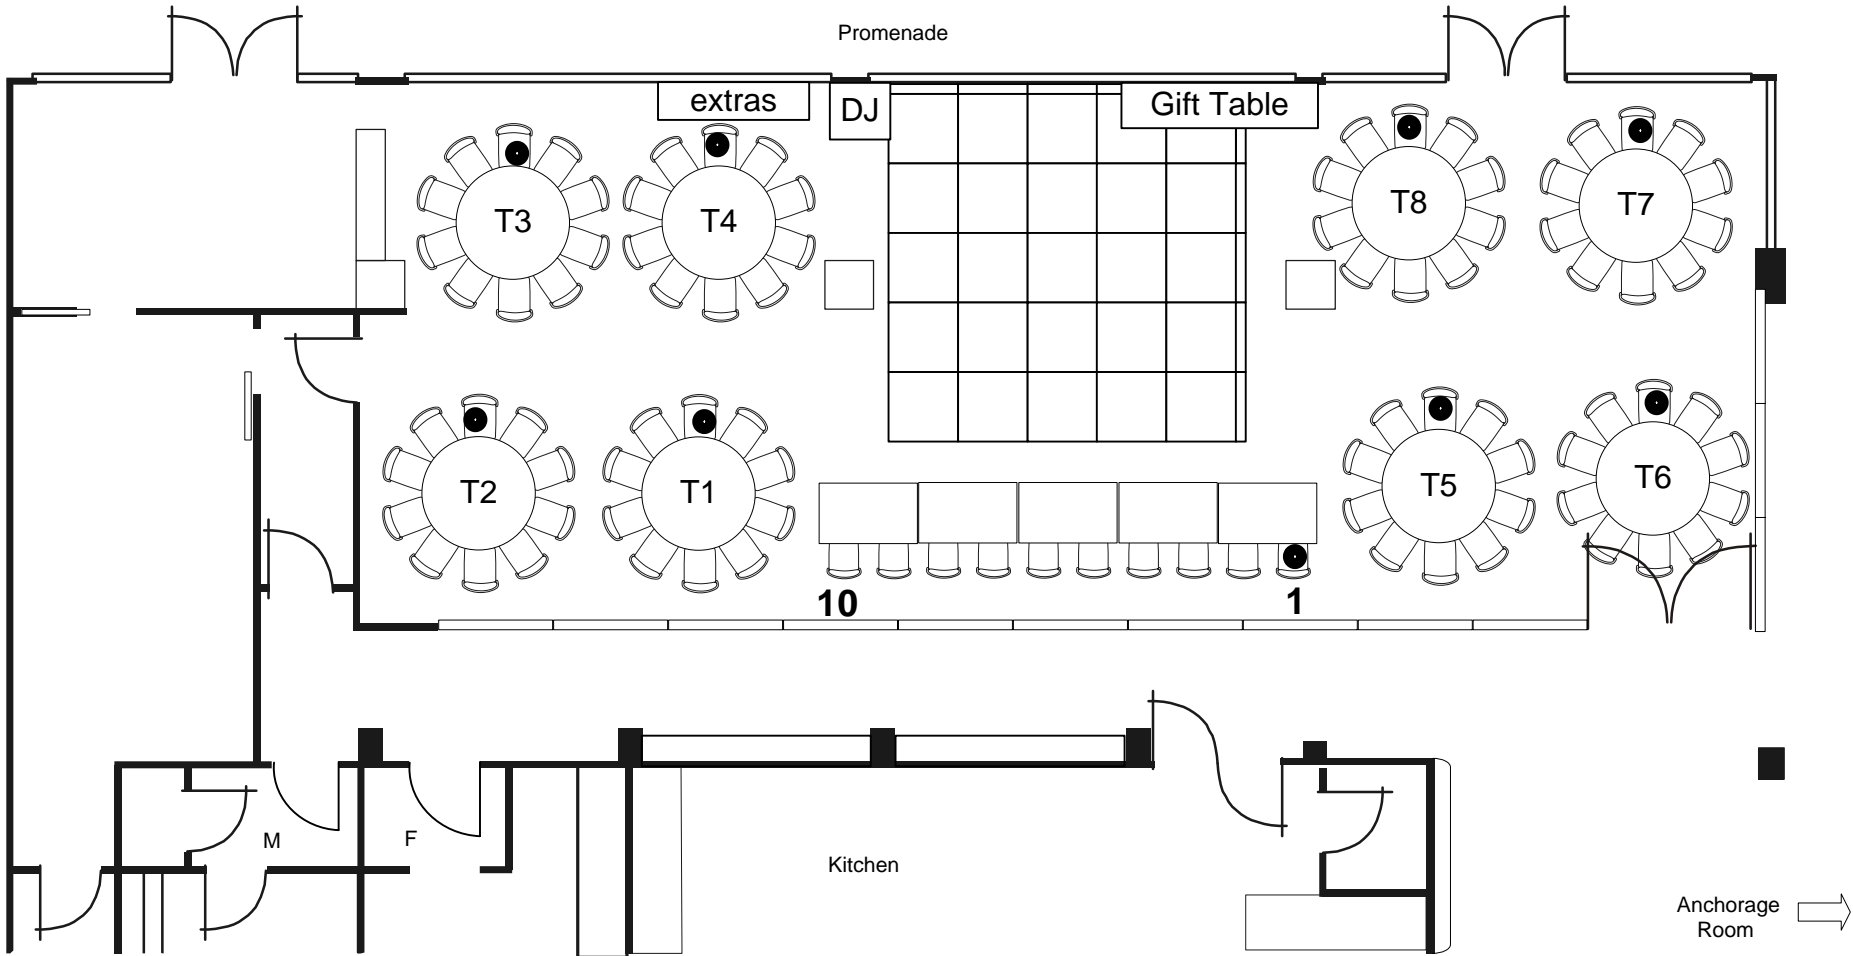 Promenade
extras
DJ
Gift Table
T3
T4
T8
T7
T2
T1
T5
T6
10
1
M
F
Kitchen
Anchorage
Room